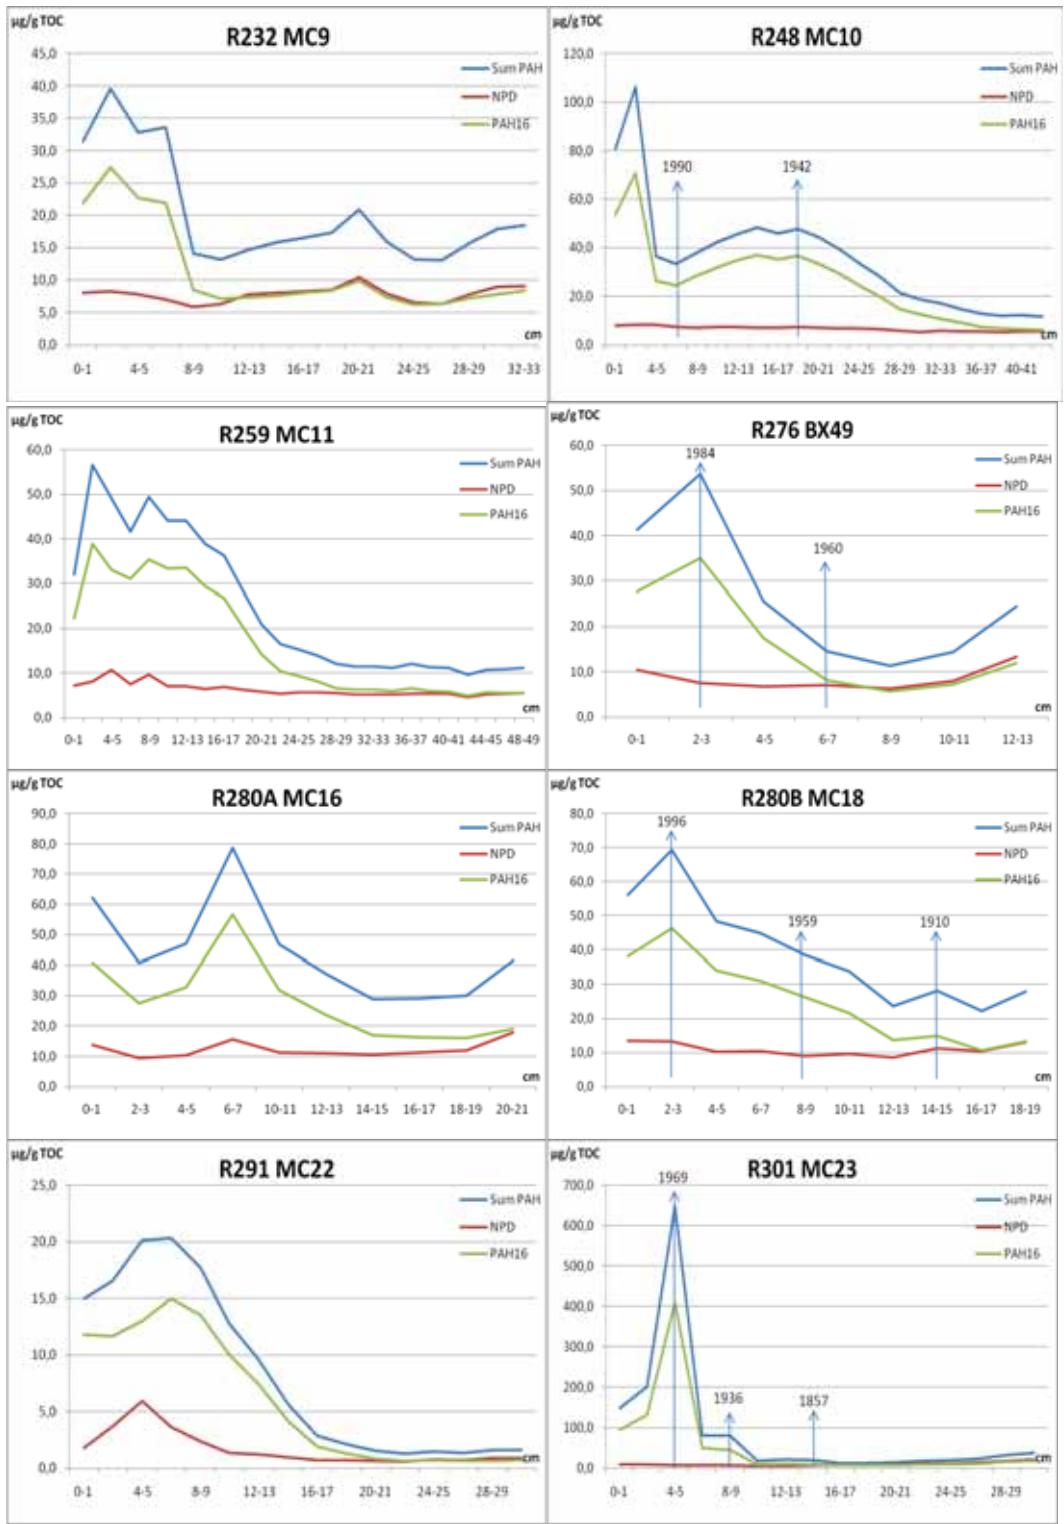 µg/g TOC
R232 MC9
45,0
40,0
35,0
30,0
25,0
20,0
15,0
10,0
5,0
0,0
Sum PAH
NPD
PAH16
cm
0-1 4-5 8-9 12-13 16-17 20-21 24-25 28-29 32-33
µg/g TOC
R248 MC10
120,0
100,0
80,0
60,0
40,0
20,0
0,0
Sum PAH
NPD
PAH16
1990
1942
cm
0-1 4-5 8-9 12-13 16-17 20-21 24-25 28-29 32-33 36-37 40-41
µg/g TOC
R259 MC11
60,0
50,0
40,0
30,0
20,0
10,0
0,0
Sum PAH
NPD
PAH16
cm
0-1 4-5 8-9 12-13 16-17 20-21 24-25 28-29 32-33 36-37 40-41 44-45 48-49
µg/g TOC
R276 BX49
60,0
50,0
40,0
30,0
20,0
10,0
0,0
1984
1960
Sum PAH
NPD
PAH16
cm
0-1 2-3 4-5 6-7 8-9 10-11 12-13
µg/g TOC
R280A MC16
90,0
80,0
70,0
60,0
50,0
40,0
30,0
20,0
10,0
0,0
Sum PAH
NPD
PAH16
cm
0-1 2-3 4-5 6-7 10-11 12-13 14-15 16-17 18-19 20-21
µg/g TOC
R280B MC18
80,0
70,0
60,0
50,0
40,0
30,0
20,0
10,0
0,0
1996
1959
1910
Sum PAH
NPD
PAH16
cm
0-1 2-3 4-5 6-7 8-9 10-11 12-13 14-15 16-17 18-19
µg/g TOC
R291 MC22
25,0
20,0
15,0
10,0
5,0
0,0
Sum PAH
NPD
PAH16
cm
0-1 4-5 8-9 12-13 16-17 20-21 24-25 28-29
µg/g TOC
R301 MC23
700,0
600,0
500,0
400,0
300,0
200,0
100,0
0,0
1969
1936
1857
Sum PAH
NPD
PAH16
cm
0-1 4-5 8-9 12-13 16-17 20-21 24-25 28-29